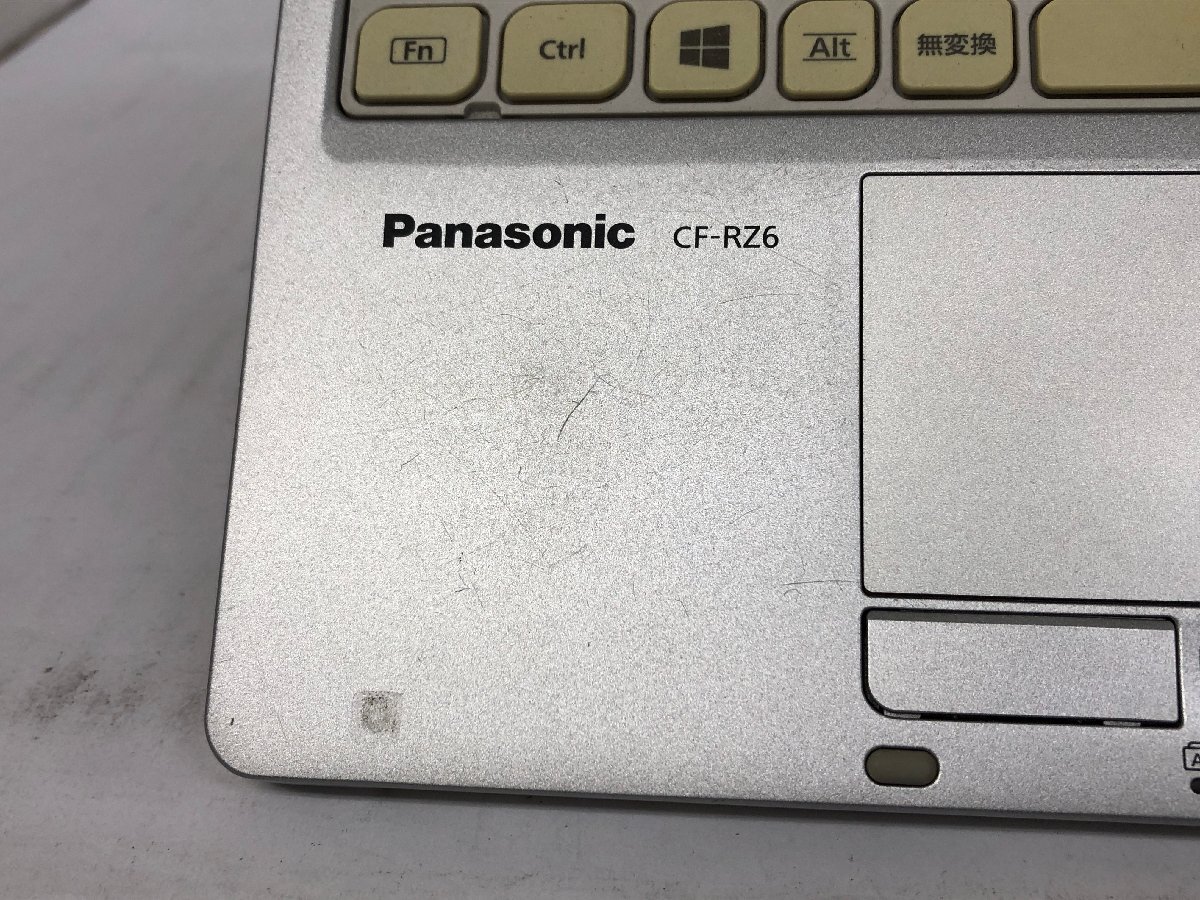 Fn Ctrl Alt 無変換
Panasonic CF-RZ6